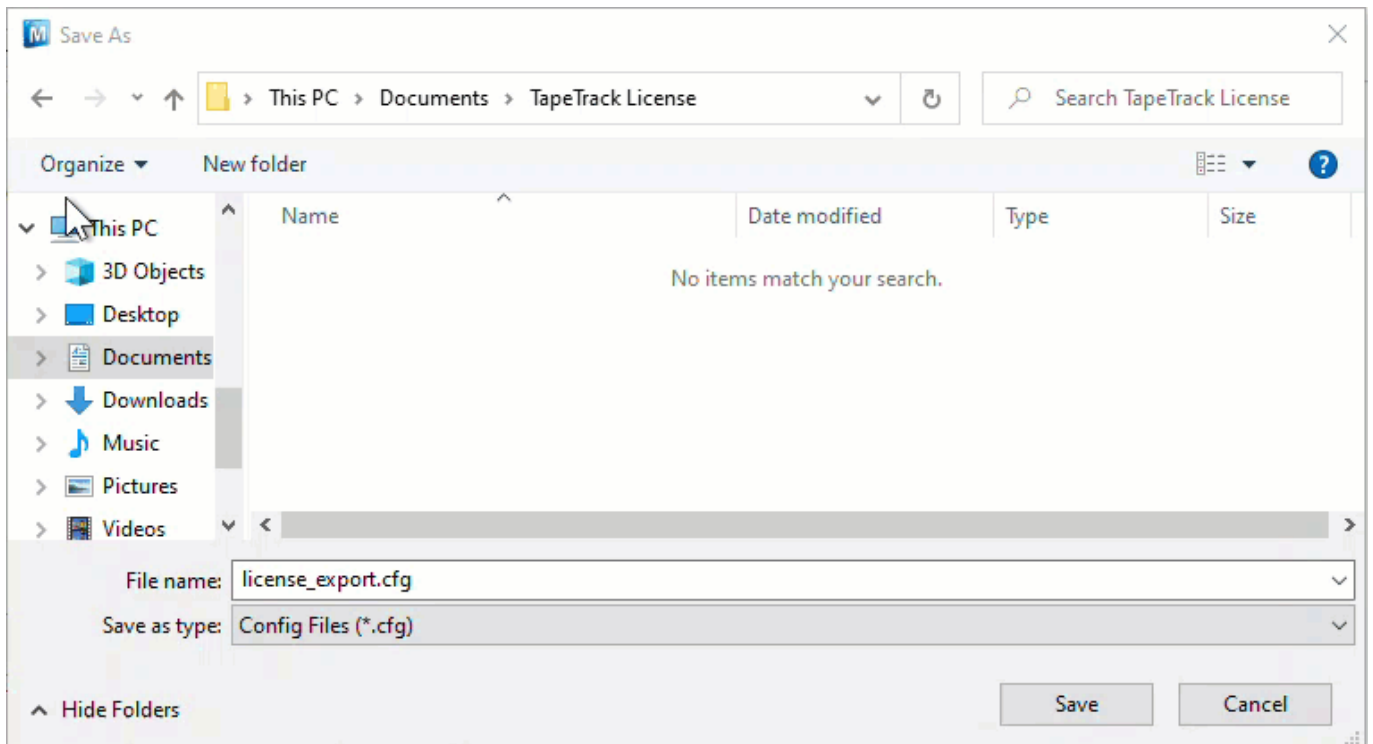 Save As
This PC > Documents > TapeTrack License
Search TapeTrack License
Organize
New folder
Name
Date modified
Type
Size
This PC
3D Objects
Desktop
Documents
Downloads
Music
Pictures
Videos
No items match your search.
File name: license_export.cfg
Save as type: Config Files (*.cfg)
Hide Folders
Save
Cancel